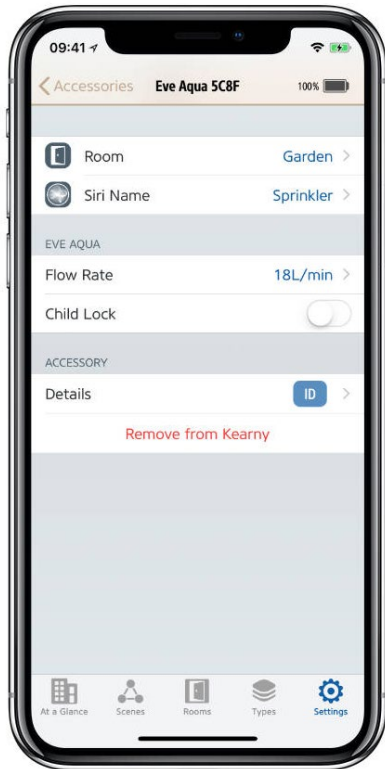 09:41
Accessories Eve Aqua 5C8F 100%
Room Garden
Siri Name Sprinkler
EVE AQUA
Flow Rate 18L/min
Child Lock
ACCESSORY
Details ID
Remove from Kearny
At a Glance Scenes Rooms Types Settings